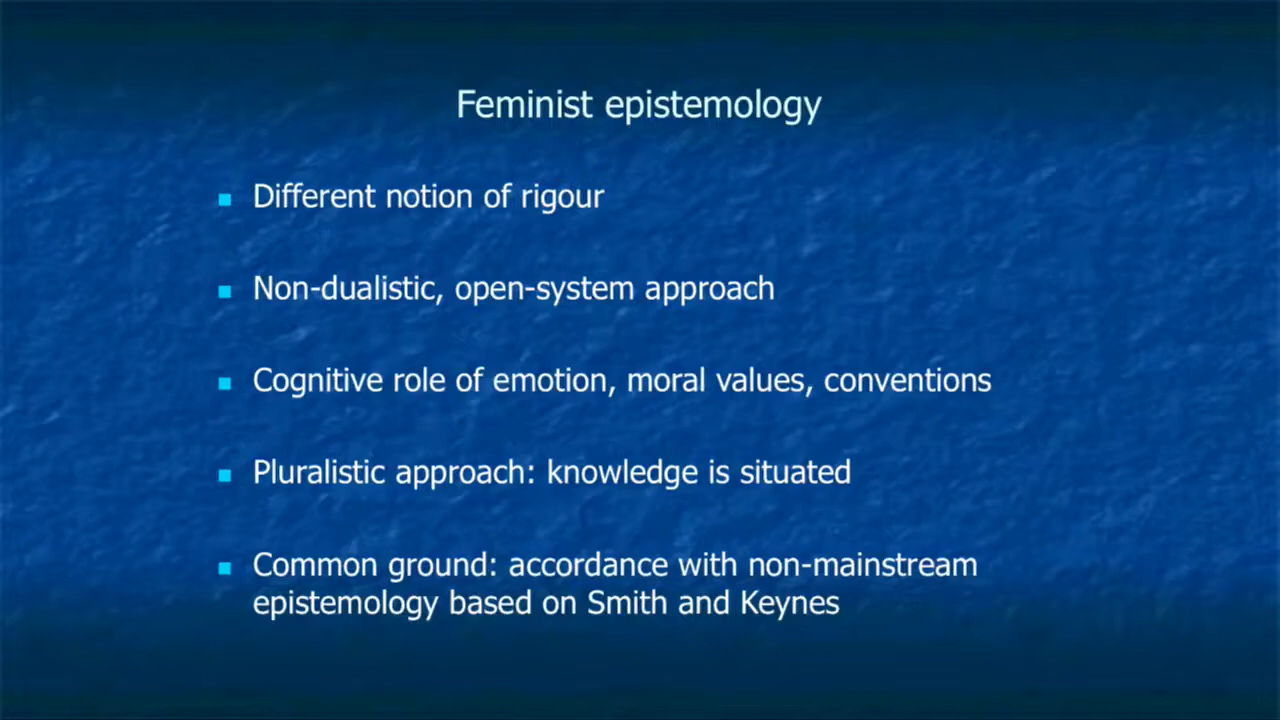 Feminist epistemology
Different notion of rigour
Non-dualistic, open-system approach
Cognitive role of emotion, moral values, conventions
Pluralistic approach: knowledge is situated
Common ground: accordance with non-mainstream
epistemology based on Smith and Keynes